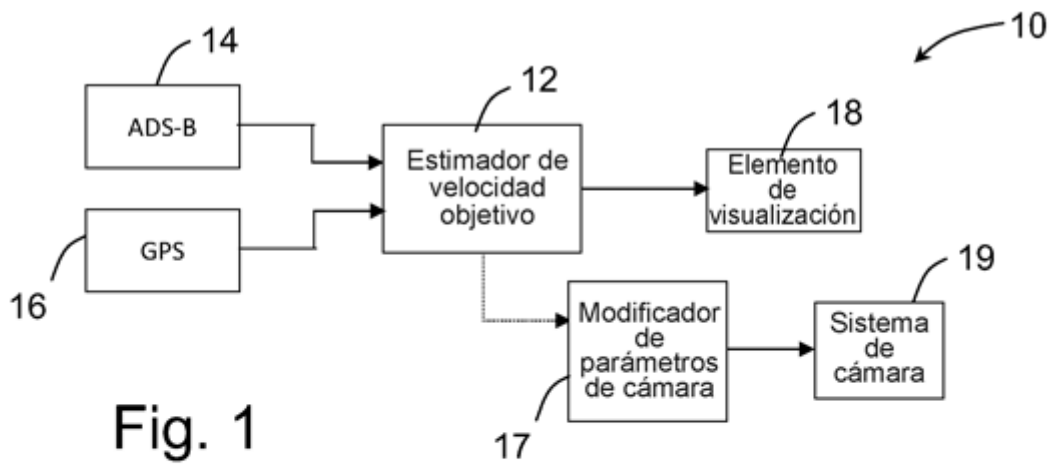 10
14
12
18
ADS-B
Estimador de
velocidad
objetivo
Elemento
de
visualización
GPS
16
19
Modificador
de
parámetros
de cámara
Sistema
de
cámara
17
Fig. 1